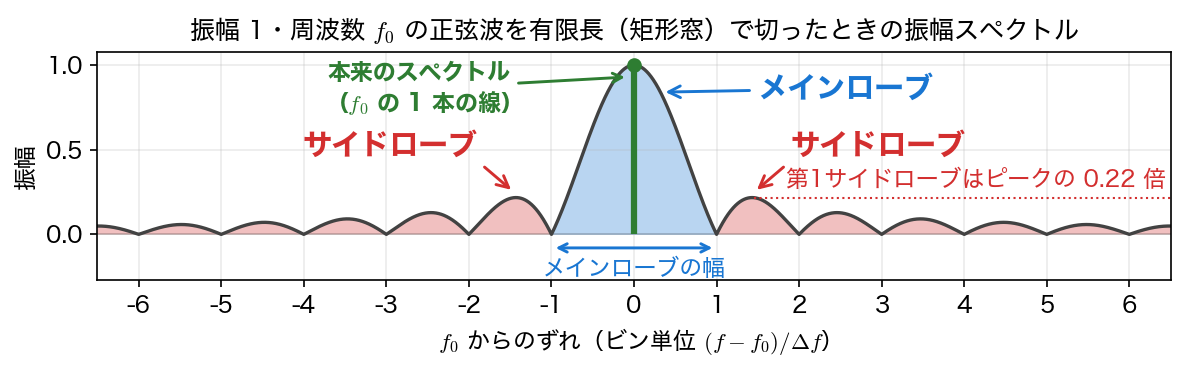 振幅 1・周波数 f₀ の正弦波を有限長（矩形窓）で切ったときの振幅スペクトル
本来のスペクトル
（f₀ の 1 本の線）
メインローブ
サイドローブ
サイドローブ
第1サイドローブはピークの 0.22 倍
メインローブの幅
振幅
1.0
0.5
0.0
-6 -5 -4 -3 -2 -1 0 1 2 3 4 5 6
f₀ からのずれ（ビン単位 (f − f₀)/Δf）